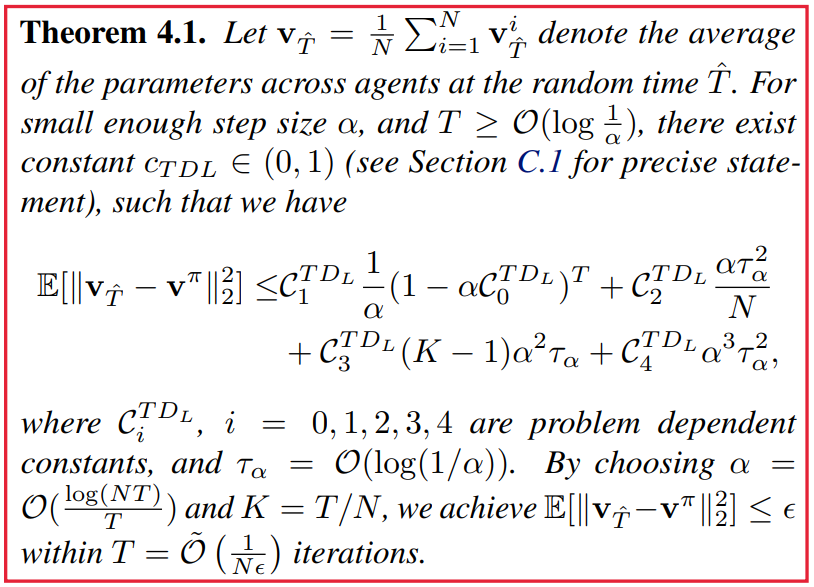 Theorem 4.1. Let $\mathbf{v}_{\hat{T}} = \frac{1}{N} \sum_{i=1}^{N} \mathbf{v}^i_{\hat{T}}$ denote the average
of the parameters across agents at the random time $\hat{T}$. For
small enough step size $\alpha$, and $T \geq \mathcal{O}(\log \frac{1}{\alpha})$, there exist
constant $c_{TDL} \in (0, 1)$ (see Section C.1 for precise state-
ment), such that we have
$\mathbb{E}[\|\mathbf{v}_{\hat{T}} - \mathbf{v}^\pi\|_2^2] \leq \mathcal{C}_1^{TD_L} \frac{1}{\alpha} (1 - \alpha \mathcal{C}_0^{TD_L})^T + \mathcal{C}_2^{TD_L} \frac{\alpha \tau_\alpha^2}{N}$
$+ \mathcal{C}_3^{TD_L} (K - 1) \alpha^2 \tau_\alpha + \mathcal{C}_4^{TD_L} \alpha^3 \tau_\alpha^2,$
where $\mathcal{C}_i^{TD_L}$, $i = 0, 1, 2, 3, 4$ are problem dependent
constants, and $\tau_\alpha = \mathcal{O}(\log(1/\alpha))$. By choosing $\alpha =$
$\mathcal{O}(\frac{\log(NT)}{T})$ and $K = T/N$, we achieve $\mathbb{E}[\|\mathbf{v}_{\hat{T}} - \mathbf{v}^\pi\|_2^2] \leq \epsilon$
within $T = \tilde{\mathcal{O}} \left( \frac{1}{N\epsilon} \right)$ iterations.